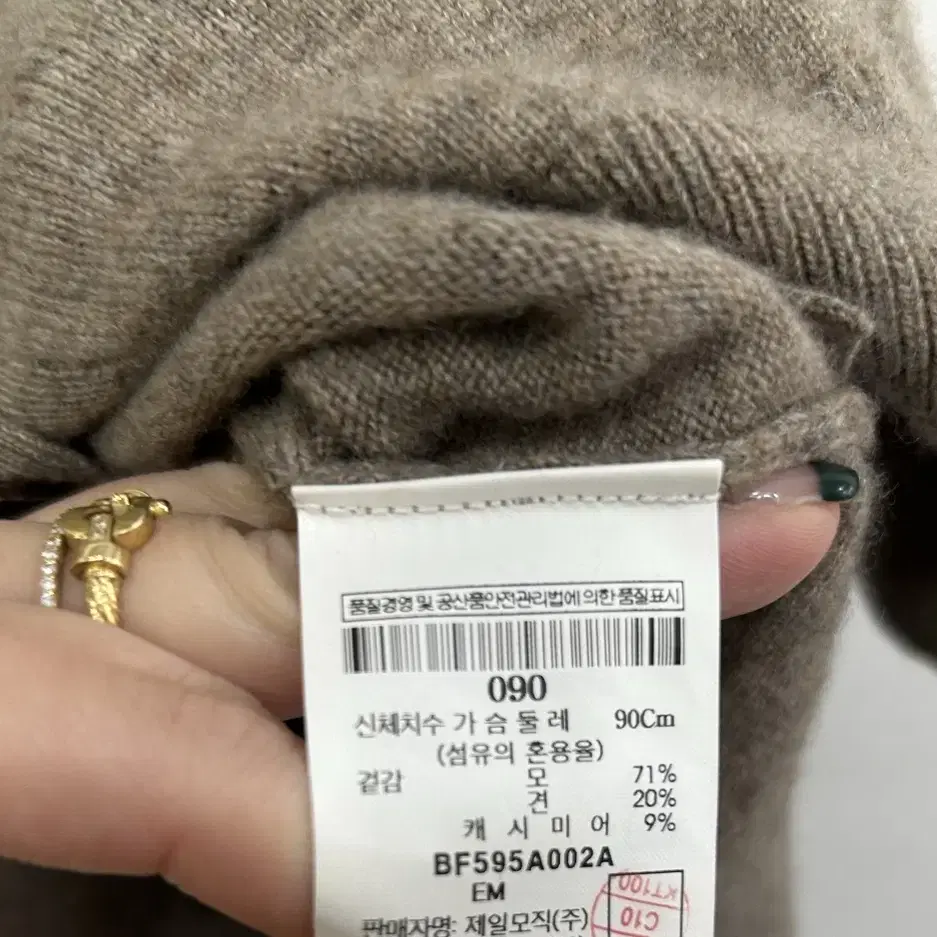 품질경영 및 공산품안전관리법에 의한 품질표시
090
신체치수 가 슴 둘 레 90Cm
(섬유의 혼용율)
겉감 모 71%
견 20%
캐 시 미 어 9%
BF595A002A
EM
판매자명: 제일모직(주)
XT100
C10